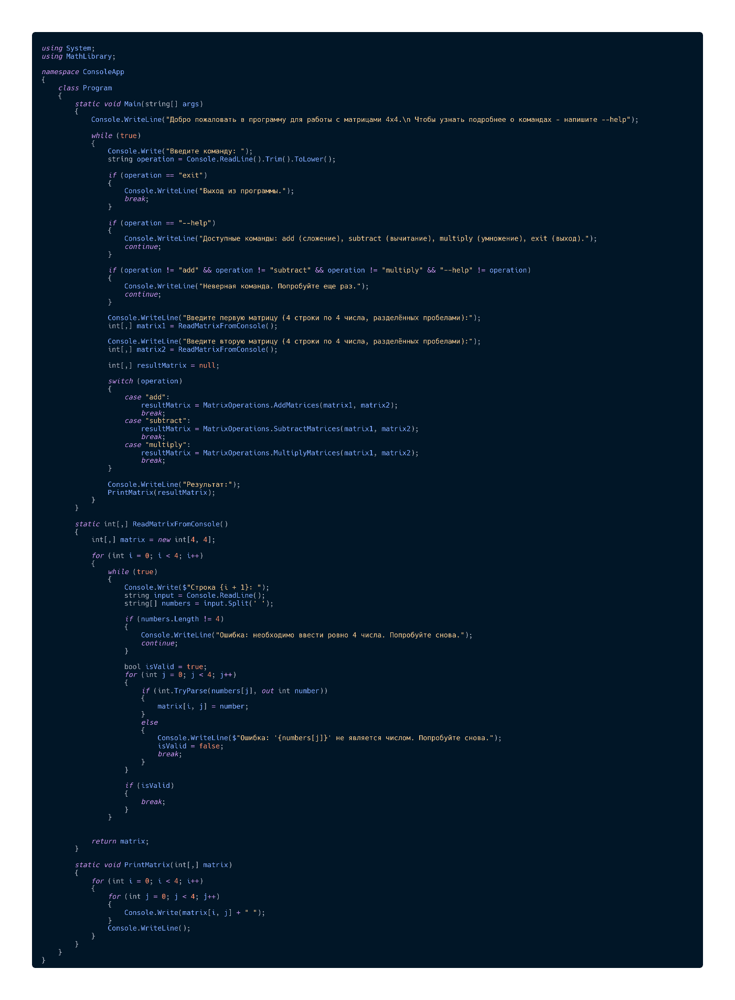 using System;
using MathLibrary;

namespace ConsoleApp
{
    class Program
    {
        static void Main(string[] args)
        {
            Console.WriteLine("Добро пожаловать в программу для работы с матрицами 4x4.\n Чтобы узнать подробнее о командах - напишите --help");

            while (true)
            {
                Console.Write("Введите команду: ");
                string operation = Console.ReadLine().Trim().ToLower();

                if (operation == "exit")
                {
                    Console.WriteLine("Выход из программы.");
                    break;
                }

                if (operation == "--help")
                {
                    Console.WriteLine("Доступные команды: add (сложение), subtract (вычитание), multiply (умножение), exit (выход).");
                    continue;
                }

                if (operation != "add" && operation != "subtract" && operation != "multiply" && "--help" != operation)
                {
                    Console.WriteLine("Неверная команда. Попробуйте еще раз.");
                    continue;
                }

                Console.WriteLine("Введите первую матрицу (4 строки по 4 числа, разделённых пробелами):");
                int[,] matrix1 = ReadMatrixFromConsole();

                Console.WriteLine("Введите вторую матрицу (4 строки по 4 числа, разделённых пробелами):");
                int[,] matrix2 = ReadMatrixFromConsole();

                int[,] resultMatrix = null;

                switch (operation)
                {
                    case "add":
                        resultMatrix = MatrixOperations.AddMatrices(matrix1, matrix2);
                        break;
                    case "subtract":
                        resultMatrix = MatrixOperations.SubtractMatrices(matrix1, matrix2);
                        break;
                    case "multiply":
                        resultMatrix = MatrixOperations.MultiplyMatrices(matrix1, matrix2);
                        break;
                }

                Console.WriteLine("Результат:");
                PrintMatrix(resultMatrix);
            }
        }

        static int[,] ReadMatrixFromConsole()
        {
            int[,] matrix = new int[4, 4];

            for (int i = 0; i < 4; i++)
            {
                while (true)
                {
                    Console.Write($"Строка {i + 1}: ");
                    string input = Console.ReadLine();
                    string[] numbers = input.Split(' ');

                    if (numbers.Length != 4)
                    {
                        Console.WriteLine("Ошибка: необходимо ввести ровно 4 числа. Попробуйте снова.");
                        continue;
                    }

                    bool isValid = true;
                    for (int j = 0; j < 4; j++)
                    {
                        if (int.TryParse(numbers[j], out int number))
                        {
                            matrix[i, j] = number;
                        }
                        else
                        {
                            Console.WriteLine($"Ошибка: '{numbers[j]}' не является числом. Попробуйте снова.");
                            isValid = false;
                            break;
                        }
                    }

                    if (isValid)
                    {
                        break;
                    }
                }


            return matrix;
        }

        static void PrintMatrix(int[,] matrix)
        {
            for (int i = 0; i < 4; i++)
            {
                for (int j = 0; j < 4; j++)
                {
                    Console.Write(matrix[i, j] + " ");
                }
                Console.WriteLine();
            }
        }
    }
}